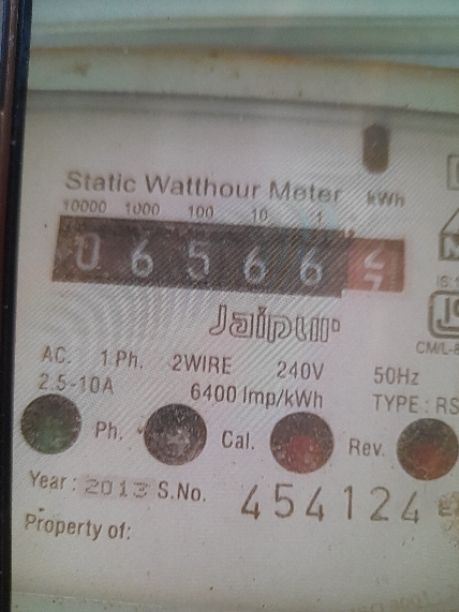 Static Watthour Meter kWh
10000 1000 100 10 1
0 6 5 6 6
Jaipur
AC. 1 Ph. 2WIRE 240V 50Hz
2.5-10A 6400 Imp/kWh TYPE : RS
CM/L-8
Ph. Cal. Rev.
Year : 2013 S.No. 454124
Property of: